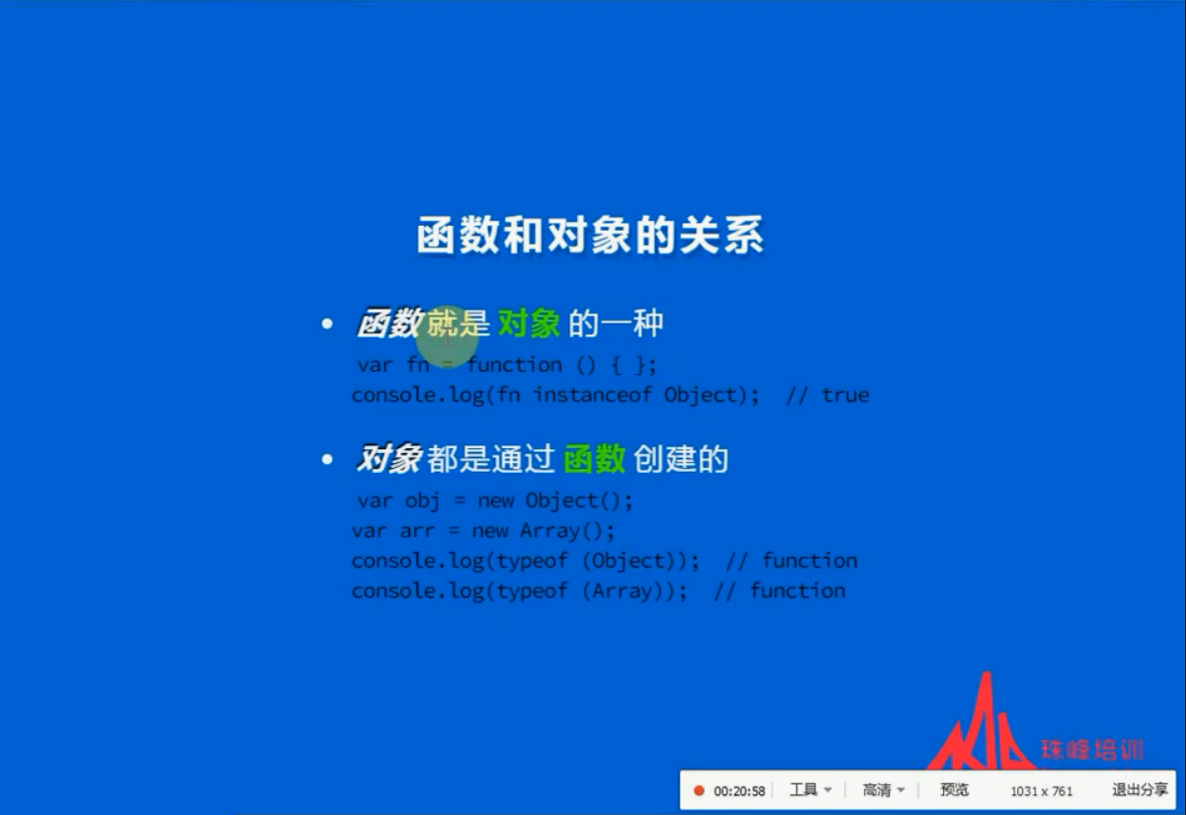 函数和对象的关系
• 函数就是 对象 的一种
var fn = function () { };
console.log(fn instanceof Object);  // true
• 对象 都是通过 函数 创建的
var obj = new Object();
var arr = new Array();
console.log(typeof (Object));  // function
console.log(typeof (Array));  // function
珠峰培训
00:20:58 工具 高清 预览 1031 x 761 退出分享